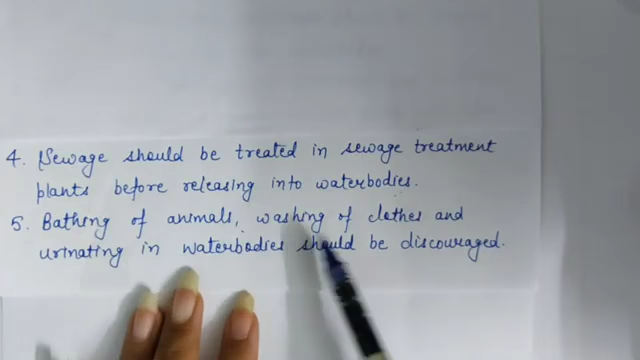 4. Sewage should be treated in sewage treatment
plants before releasing into waterbodies.
5. Bathing of animals, washing of clothes and
urinating in waterbodies should be discouraged.